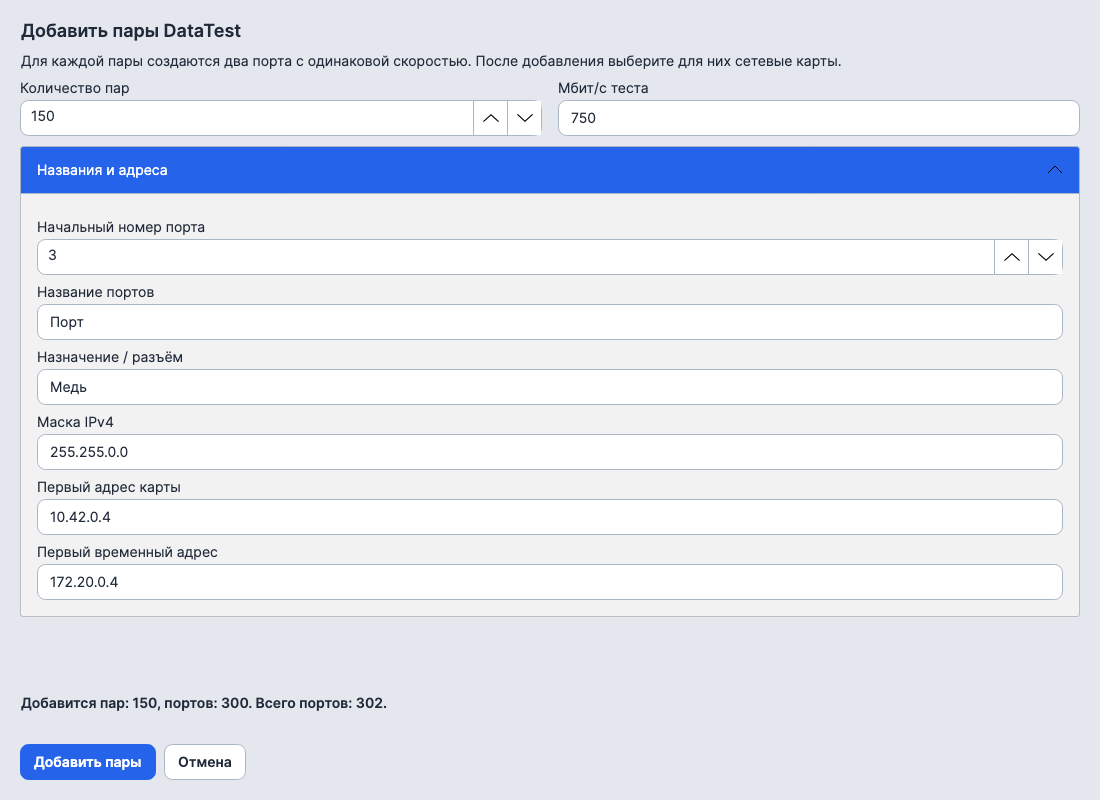 Добавить пары DataTest
Для каждой пары создаются два порта с одинаковой скоростью. После добавления выберите для них сетевые карты.
Количество пар
150
Мбит/с теста
750
Названия и адреса
Начальный номер порта
3
Название портов
Порт
Назначение / разъём
Медь
Маска IPv4
255.255.0.0
Первый адрес карты
10.42.0.4
Первый временный адрес
172.20.0.4
Добавится пар: 150, портов: 300. Всего портов: 302.
Добавить пары
Отмена